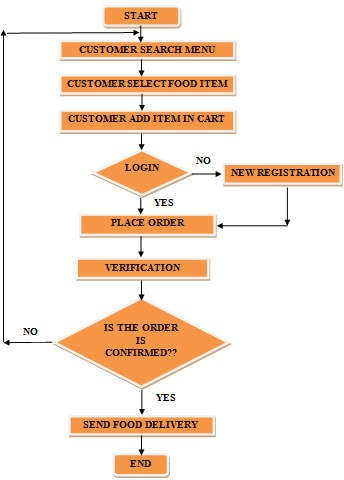 START
CUSTOMER SEARCH MENU
CUSTOMER SELECT FOOD ITEM
CUSTOMER ADD ITEM IN CART
LOGIN
NO
NEW REGISTRATION
YES
PLACE ORDER
VERIFICATION
IS THE ORDER
IS
CONFIRMED??
NO
YES
SEND FOOD DELIVERY
END